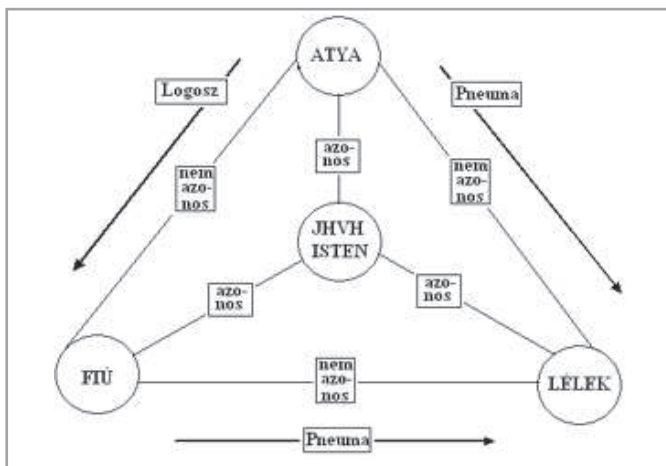 ATYA
Logosz
Pneuma
azo-
nos
nem
azo-
nos
nem
azo-
nos
JHVH
ISTEN
azo-
nos
azo-
nos
FIÚ
nem
azo-
nos
LÉLEK
Pneuma